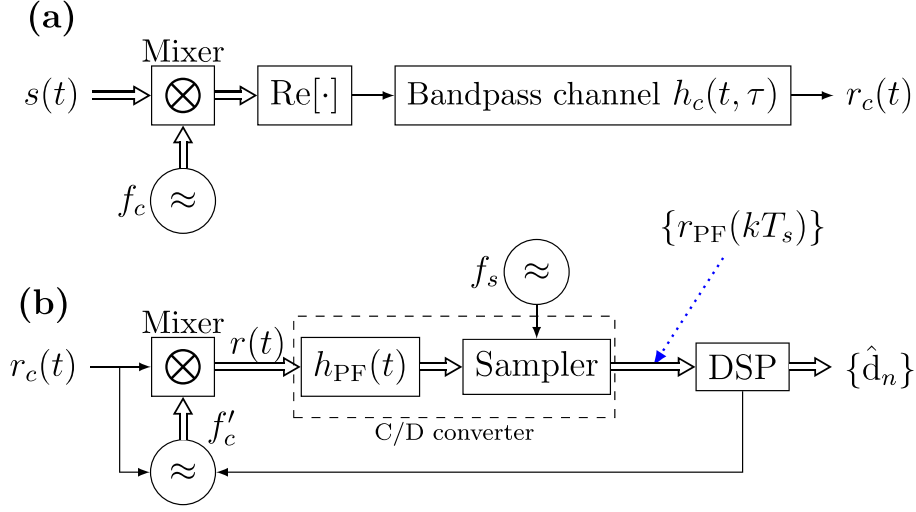 (a)
Mixer
s(t) ⊗ Re[·] Bandpass channel h_c(t, τ) r_c(t)
f_c ≈
{r_PF(kT_s)}
f_s ≈
(b)
Mixer
r_c(t) ⊗ r(t) h_PF(t) Sampler DSP {d̂_n}
f'_c
C/D converter
≈